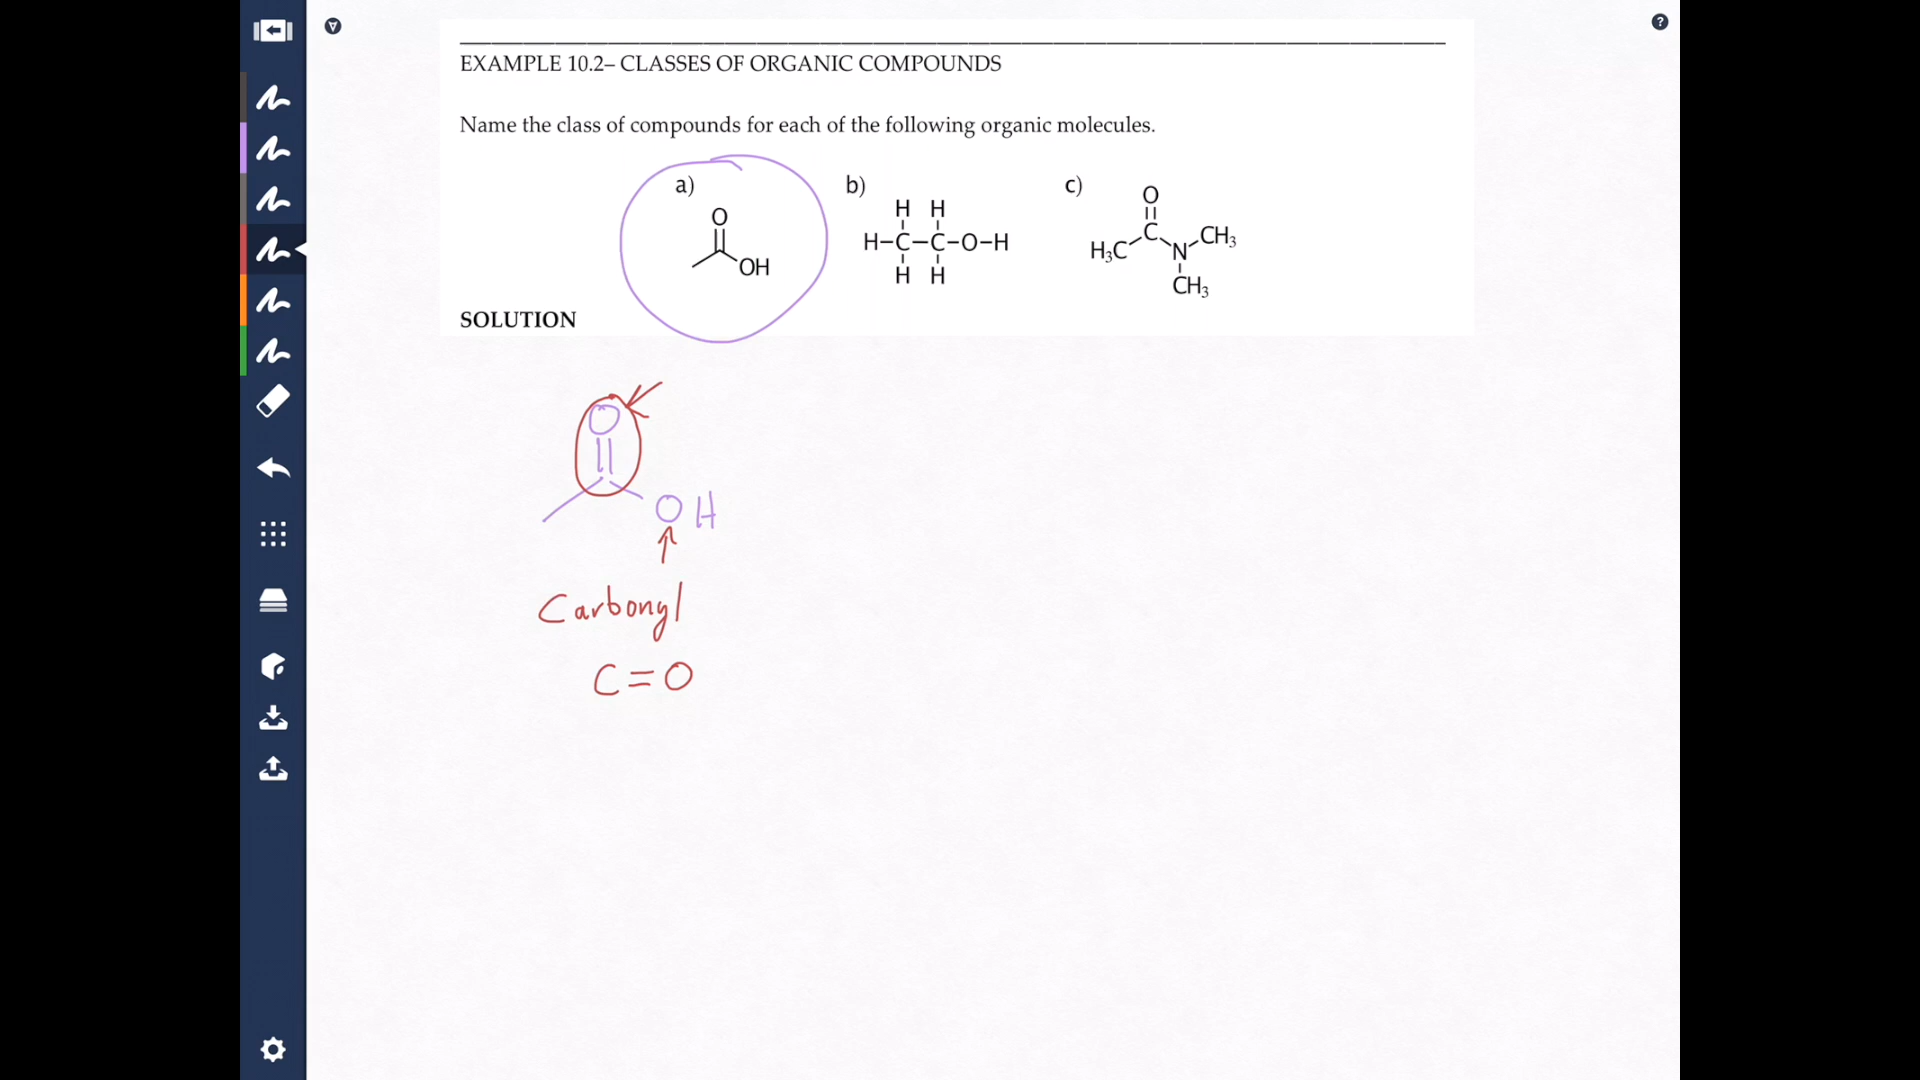 EXAMPLE 10.2– CLASSES OF ORGANIC COMPOUNDS
Name the class of compounds for each of the following organic molecules.
a)
O
OH
b)
H H
H–C–C–O–H
H H
c)
O
H₃C C N CH₃
CH₃
SOLUTION
O
OH
Carbonyl
C=O
?